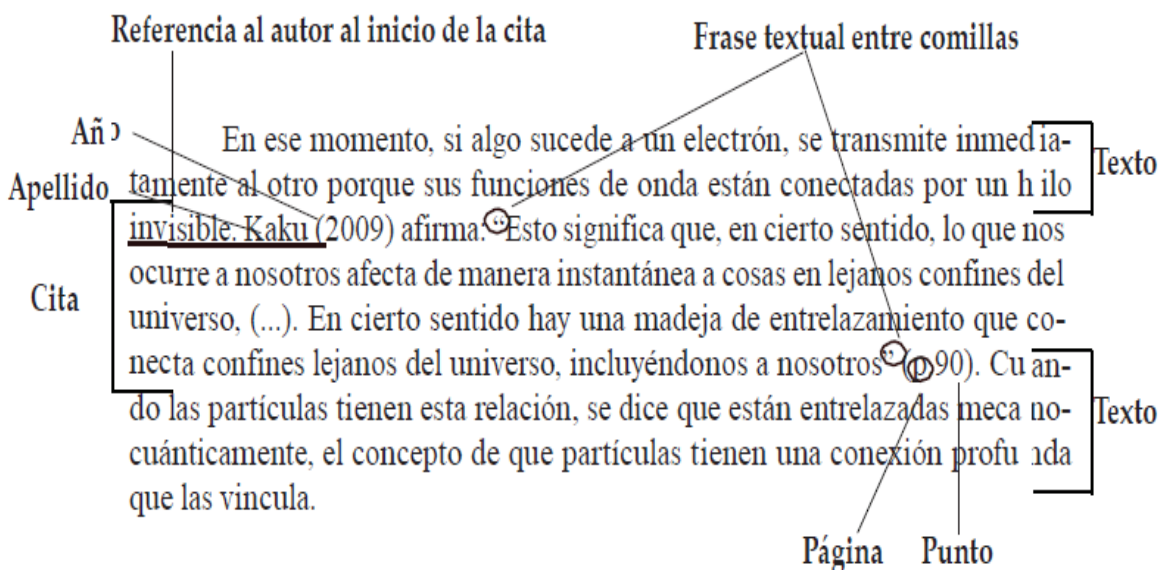 Referencia al autor al inicio de la cita
Frase textual entre comillas
Año
En ese momento, si algo sucede a un electrón, se transmite inmedia-
Texto
Apellido
tamente al otro porque sus funciones de onda están conectadas por un hilo
invisible. Kaku (2009) afirma: “Esto significa que, en cierto sentido, lo que nos
ocurre a nosotros afecta de manera instantánea a cosas en lejanos confines del
Cita
universo, (...). En cierto sentido hay una madeja de entrelazamiento que co-
necta confines lejanos del universo, incluyéndonos a nosotros” (p.90). Cuan-
do las partículas tienen esta relación, se dice que están entrelazadas mecano-
Texto
cuánticamente, el concepto de que partículas tienen una conexión profunda
que las vincula.
Página
Punto